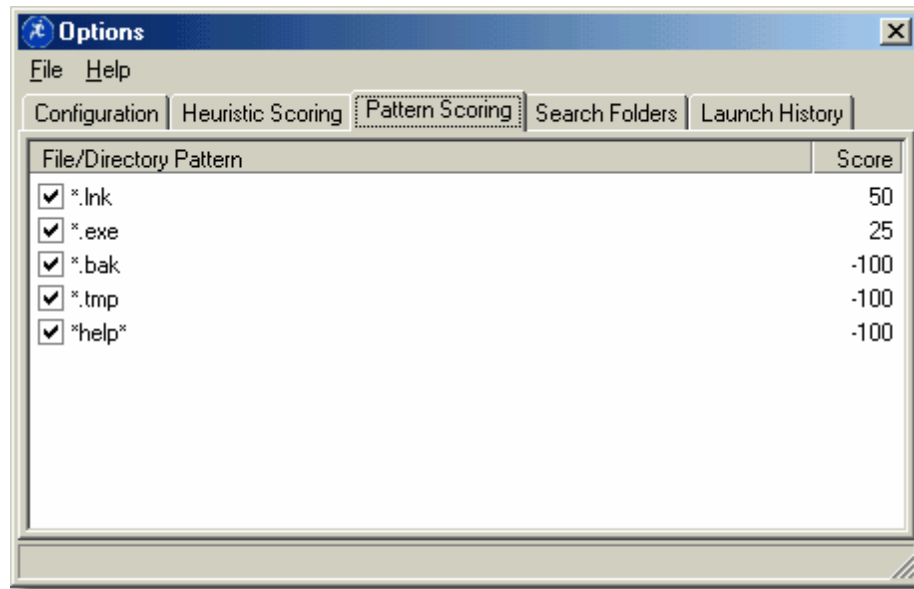 Options
File Help
Configuration Heuristic Scoring Pattern Scoring Search Folders Launch History
File/Directory Pattern Score
*.lnk 50
*.exe 25
*.bak -100
*.tmp -100
*help* -100